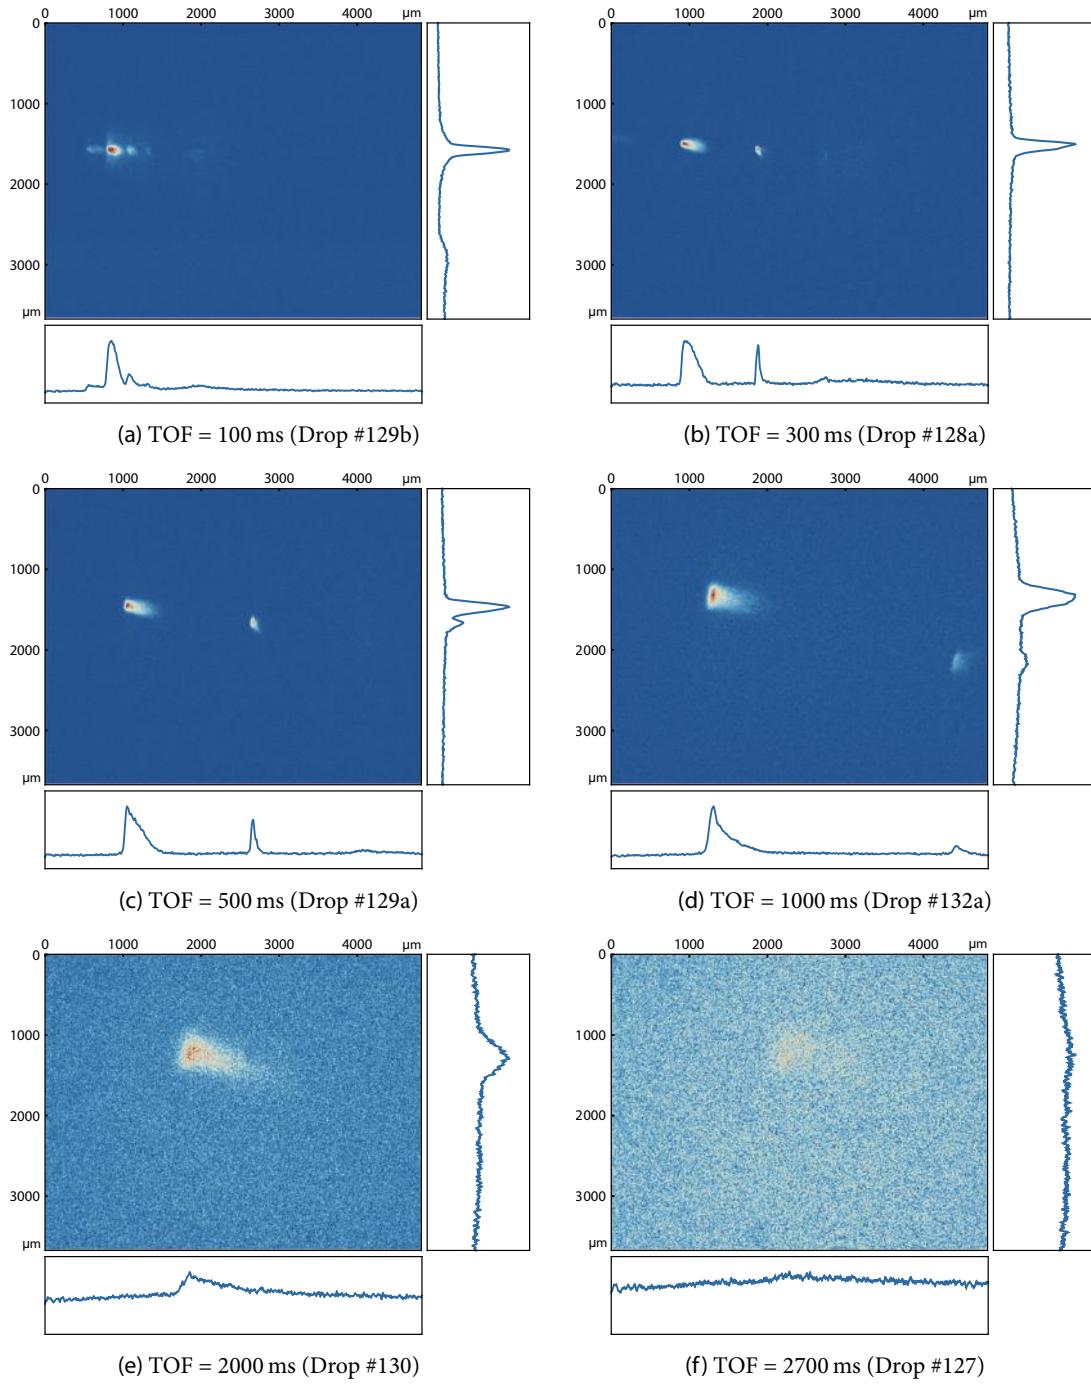 0 1000 2000 3000 4000 µm 0 1000 2000 3000 4000 µm
0 0
1000 1000
2000 2000
3000 3000
µm µm
(a) TOF = 100 ms (Drop #129b) (b) TOF = 300 ms (Drop #128a)
0 1000 2000 3000 4000 µm 0 1000 2000 3000 4000 µm
0 0
1000 1000
2000 2000
3000 3000
µm µm
(c) TOF = 500 ms (Drop #129a) (d) TOF = 1000 ms (Drop #132a)
0 1000 2000 3000 4000 µm 0 1000 2000 3000 4000 µm
0 0
1000 1000
2000 2000
3000 3000
µm µm
(e) TOF = 2000 ms (Drop #130) (f) TOF = 2700 ms (Drop #127)